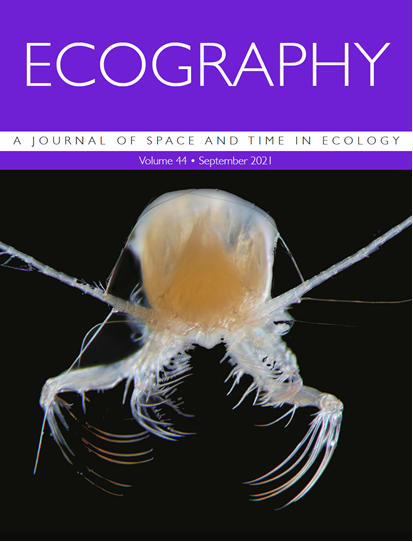 ECOGRAPHY
A JOURNAL OF SPACE AND TIME IN ECOLOGY
Volume 44 • September 2021